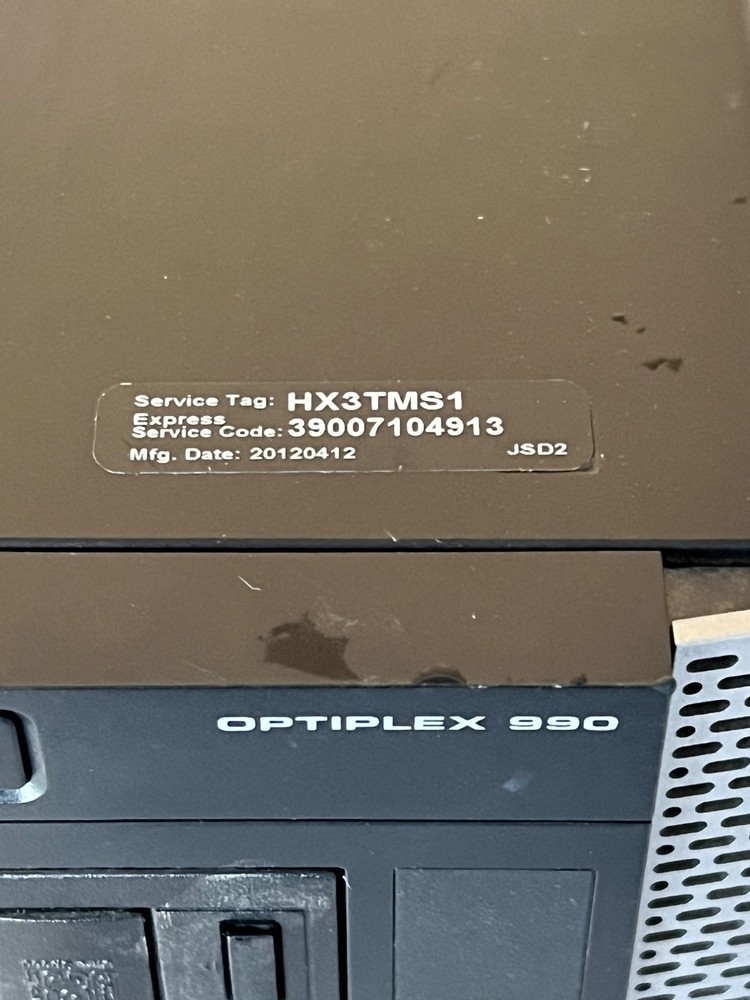 Service Tag: HX3TMS1
Express
Service Code: 39007104913
Mfg. Date: 20120412 JSD2
OPTIPLEX 990